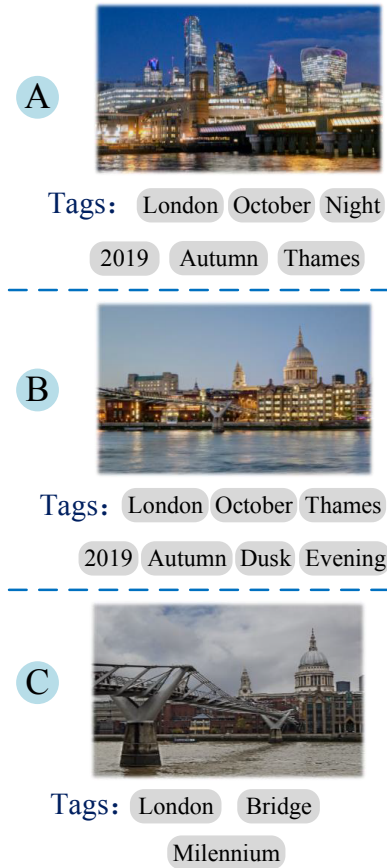 A
Tags: London October Night
2019 Autumn Thames
B
Tags: London October Thames
2019 Autumn Dusk Evening
C
Tags: London Bridge
Milennium